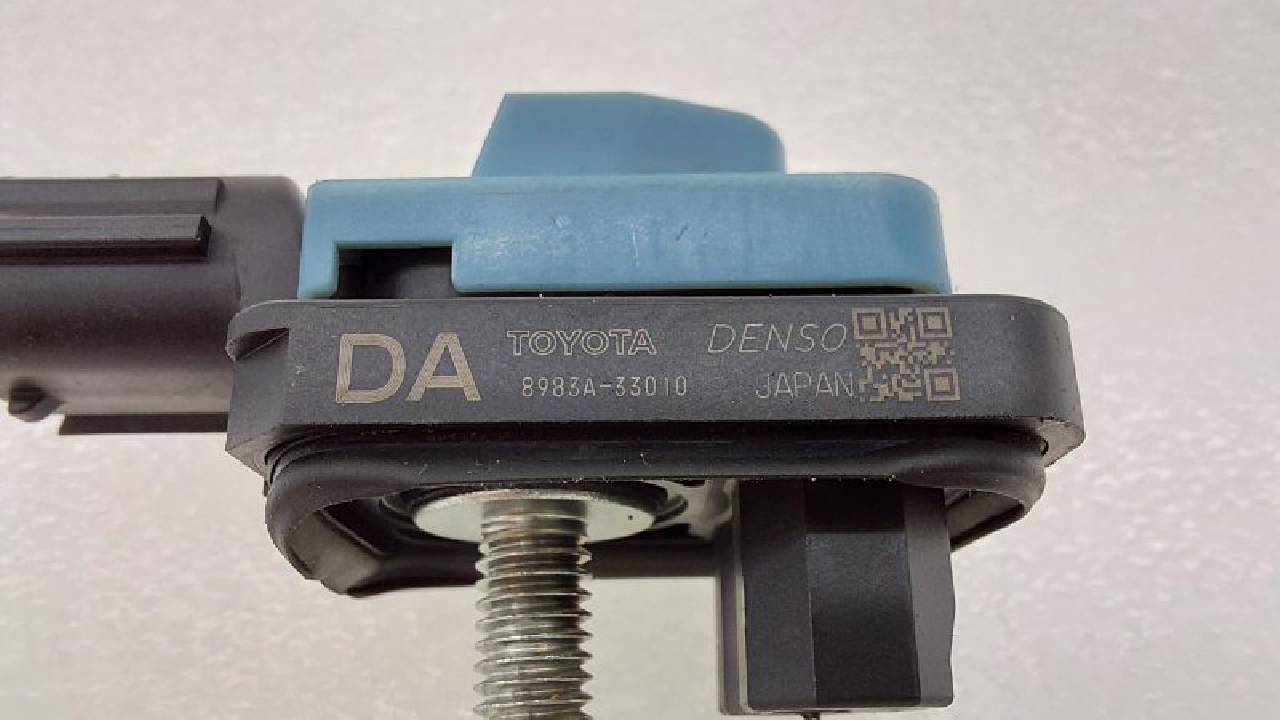 DA TOYOTA DENSO
8983A-33010 JAPAN